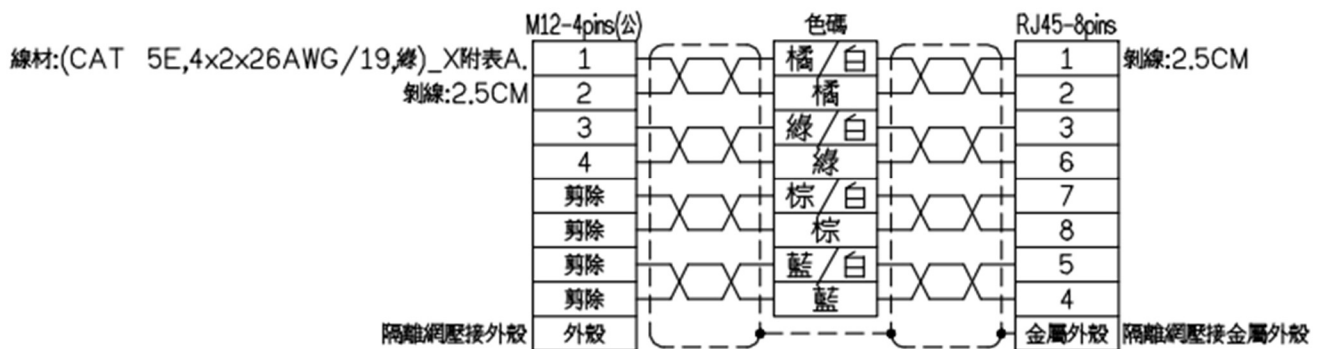 M12-4pins(公) 色碼 RJ45-8pins
線材:(CAT 5E,4x2x26AWG/19,綠)_X附表A. 1 橘/白 1 剝線:2.5CM
剝線:2.5CM 2 橘 2
3 綠/白 3
4 綠 6
剪除 棕/白 7
剪除 棕 8
剪除 藍/白 5
剪除 藍 4
隔離網壓接外殼 外殼 金屬外殼 隔離網壓接金屬外殼